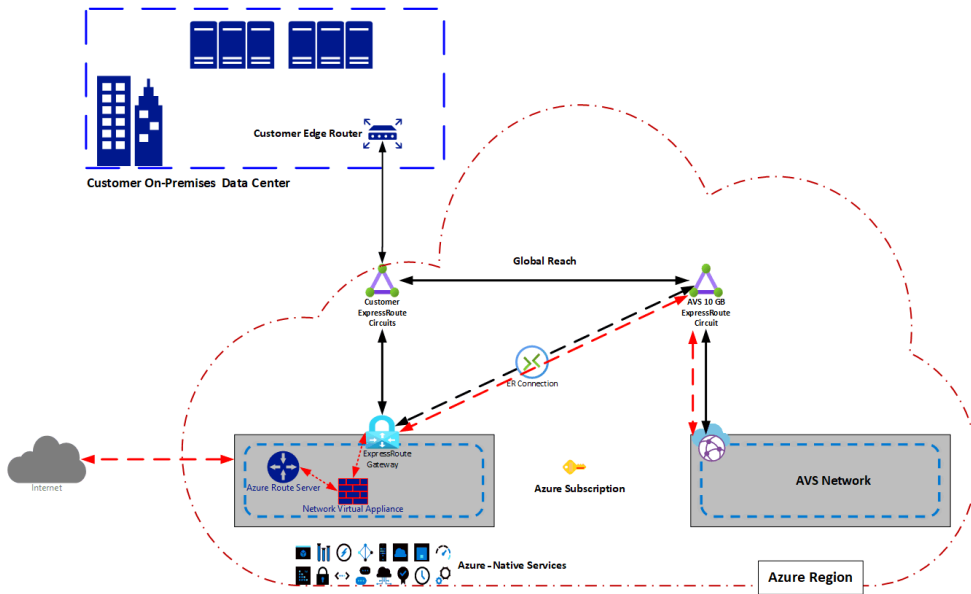 Customer Edge Router
Customer On-Premises Data Center
Global Reach
Customer
ExpressRoute
Circuits
AVS 10 GB
ExpressRoute
Circuit
ER Connection
ExpressRoute
Gateway
Internet
Azure Route Server
Network Virtual Appliance
Azure Subscription
AVS Network
Azure - Native Services
Azure Region